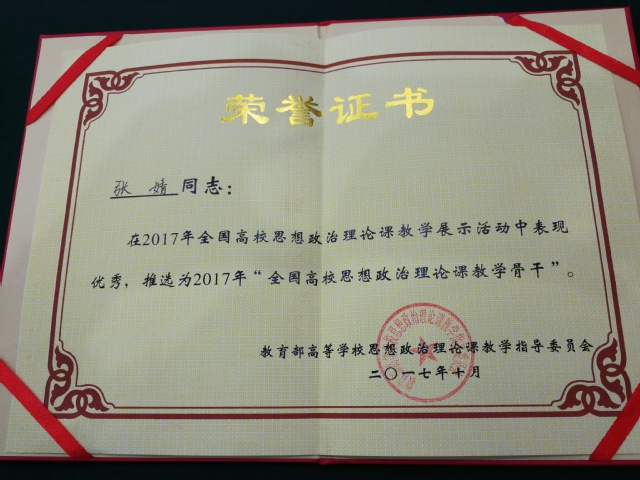 荣誉证书
张婧同志：
在2017年全国高校思想政治理论课教学展示活动中表现
优秀，推选为2017年“全国高校思想政治理论课教学骨干”。
教育部高等学校思想政治理论课教学指导委员会
二〇一七年十月